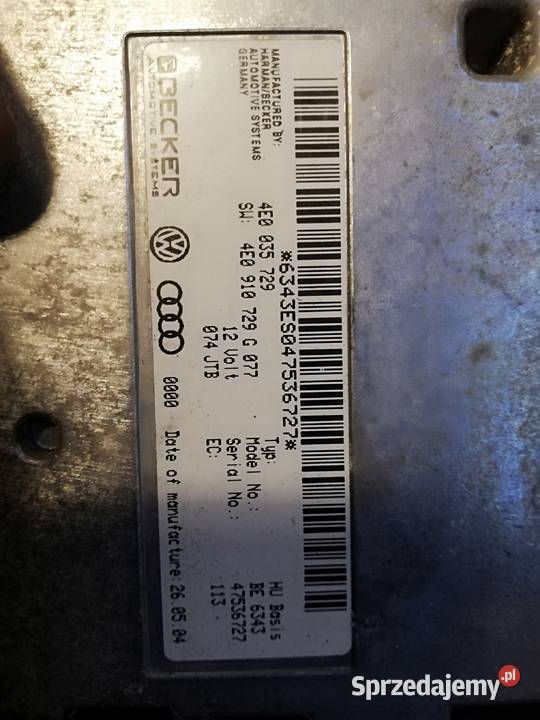 BECKER
AUTOMOTIVE SYSTEMS
MANUFACTURED BY:
HARMAN/BECKER
AUTOMOTIVE SYSTEMS
GERMANY
*6343ES047536727*
4E0 035 729
SW: 4E0 910 729 G 077
12 Volt
074 JTB
Typ: HU Basis
Model No.: BE 6343
Serial No.: 47536727
EC: 113
0000 Date of manufacture: 26.05.04
Sprzedajemy.pl